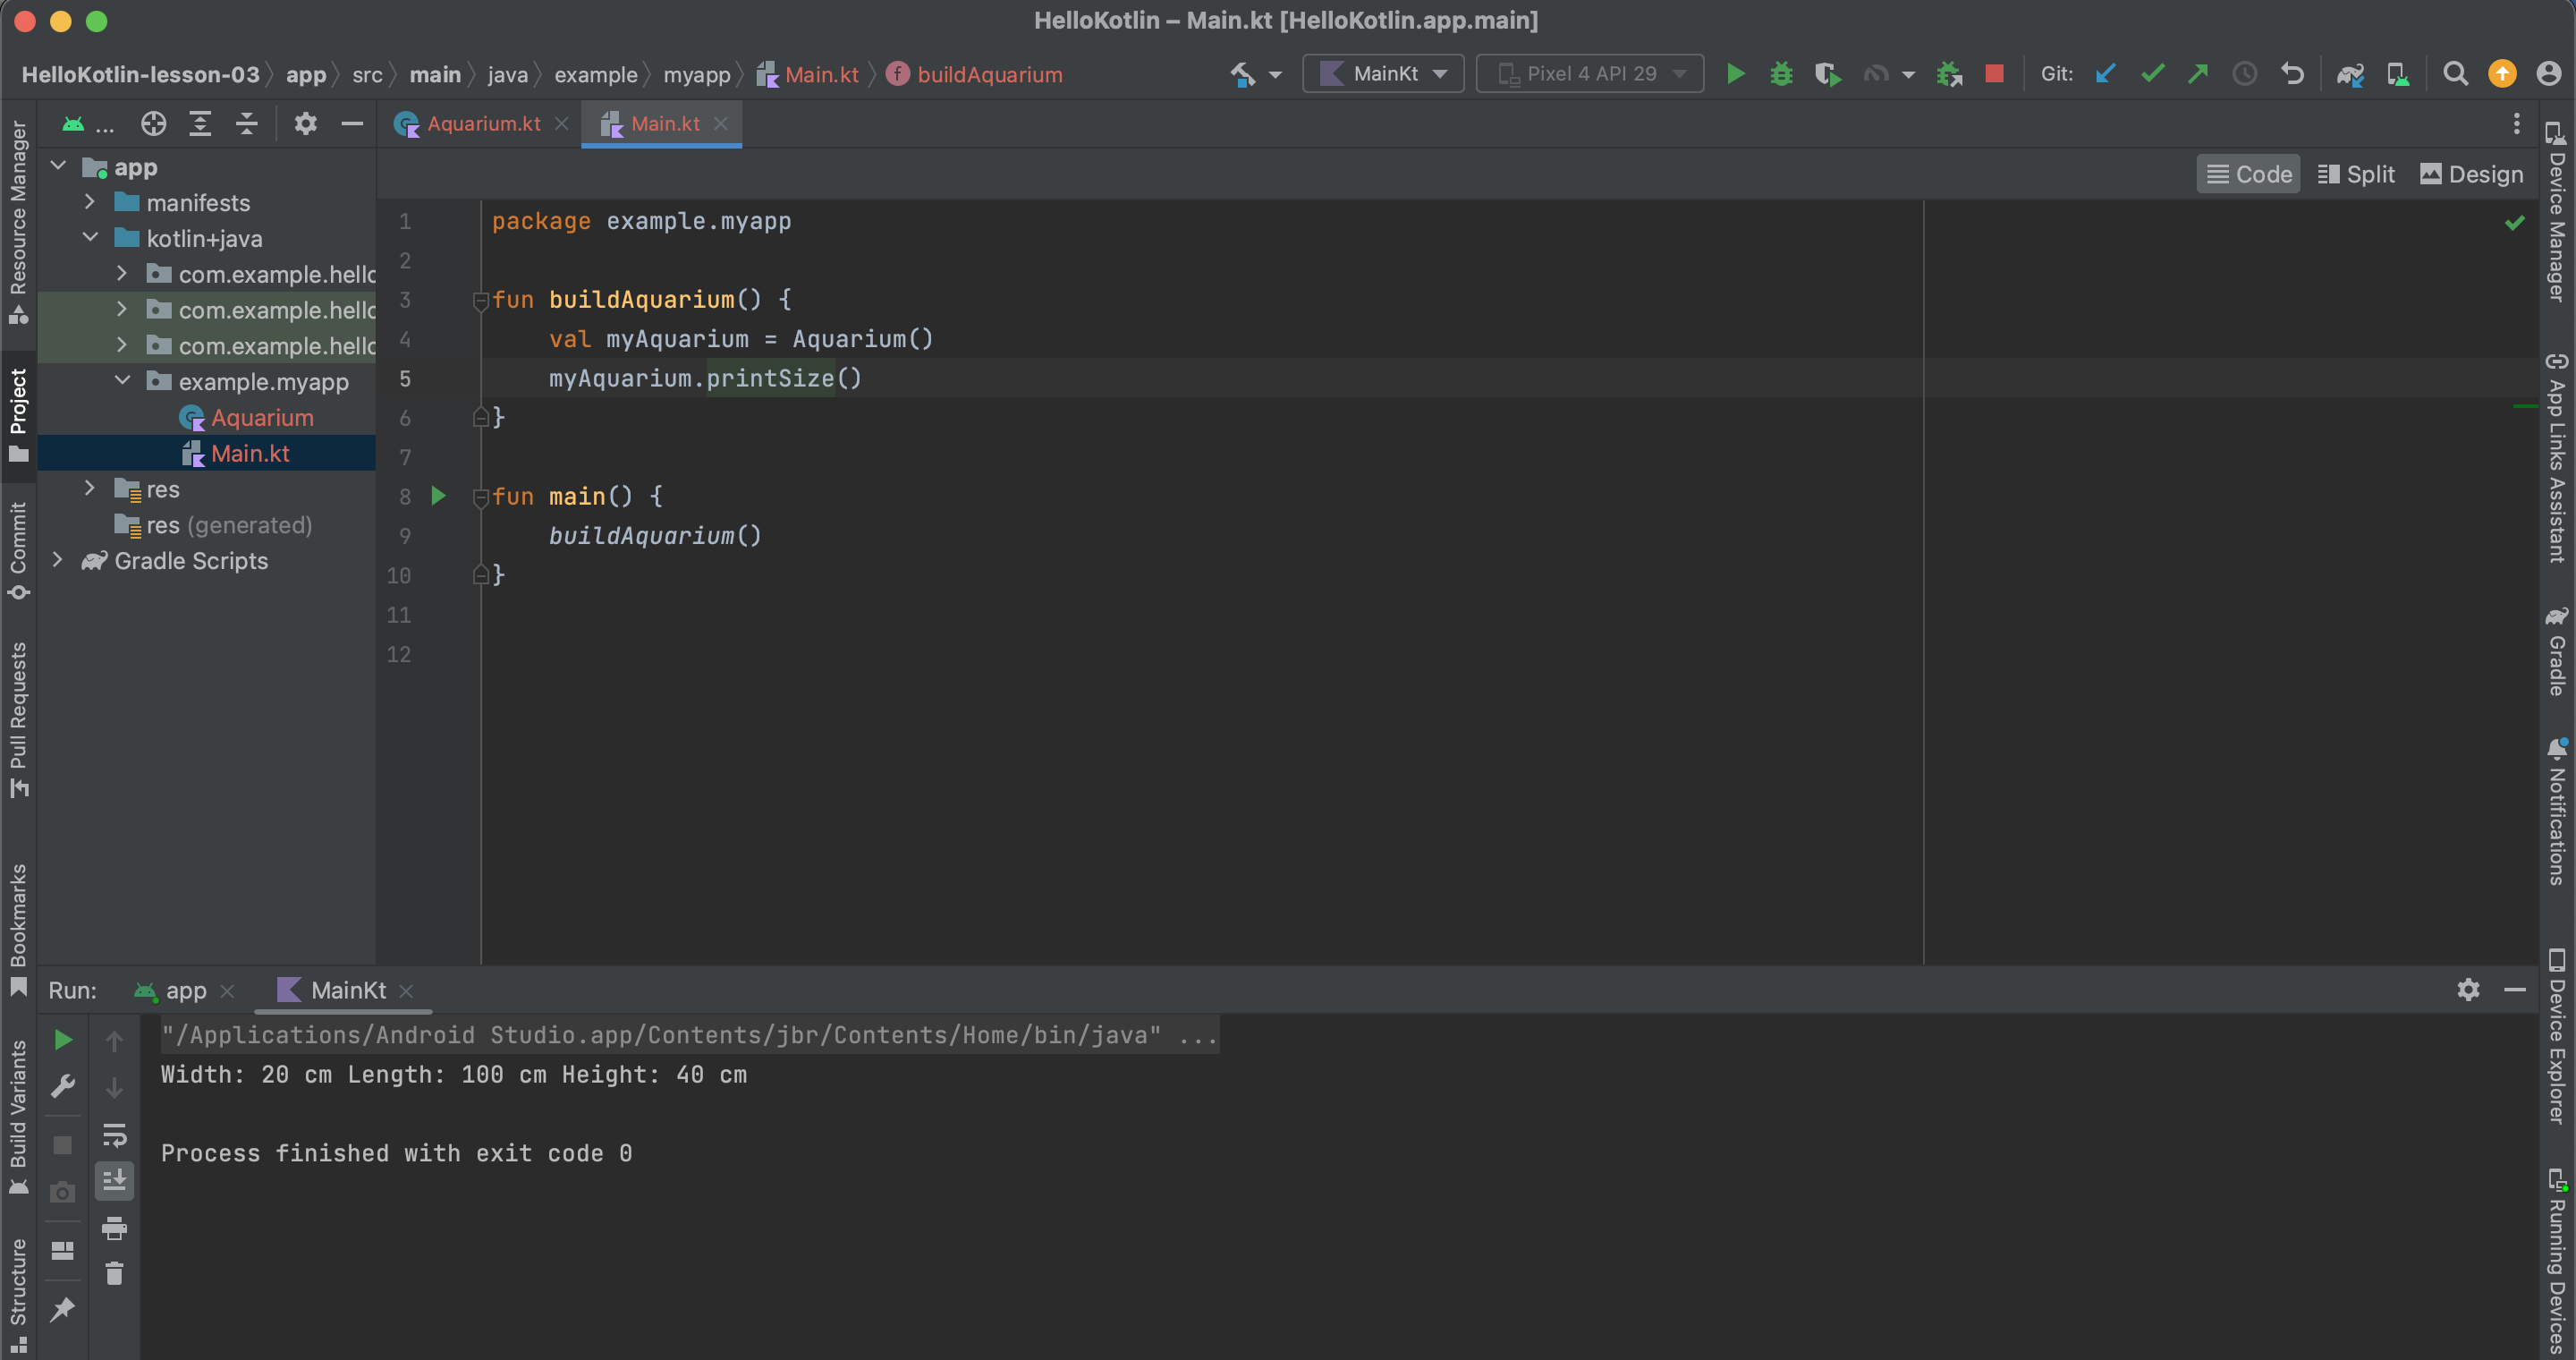 HelloKotlin – Main.kt [HelloKotlin.app.main]
HelloKotlin-lesson-03 app src main java example myapp Main.kt buildAquarium
MainKt Pixel 4 API 29 Git:
Resource Manager
Project
Commit
Pull Requests
Bookmarks
Build Variants
Structure
...
app
manifests
kotlin+java
com.example.hellc
com.example.hellc
com.example.hellc
example.myapp
Aquarium
Main.kt
res
res (generated)
Gradle Scripts
Aquarium.kt Main.kt
Code Split Design
1 package example.myapp
2
3 fun buildAquarium() {
4 val myAquarium = Aquarium()
5 myAquarium.printSize()
6 }
7
8 fun main() {
9 buildAquarium()
10 }
11
12
Run: app MainKt
"/Applications/Android Studio.app/Contents/jbr/Contents/Home/bin/java" ...
Width: 20 cm Length: 100 cm Height: 40 cm
Process finished with exit code 0
Device Manager
App Links Assistant
Gradle
Notifications
Device Explorer
Running Devices